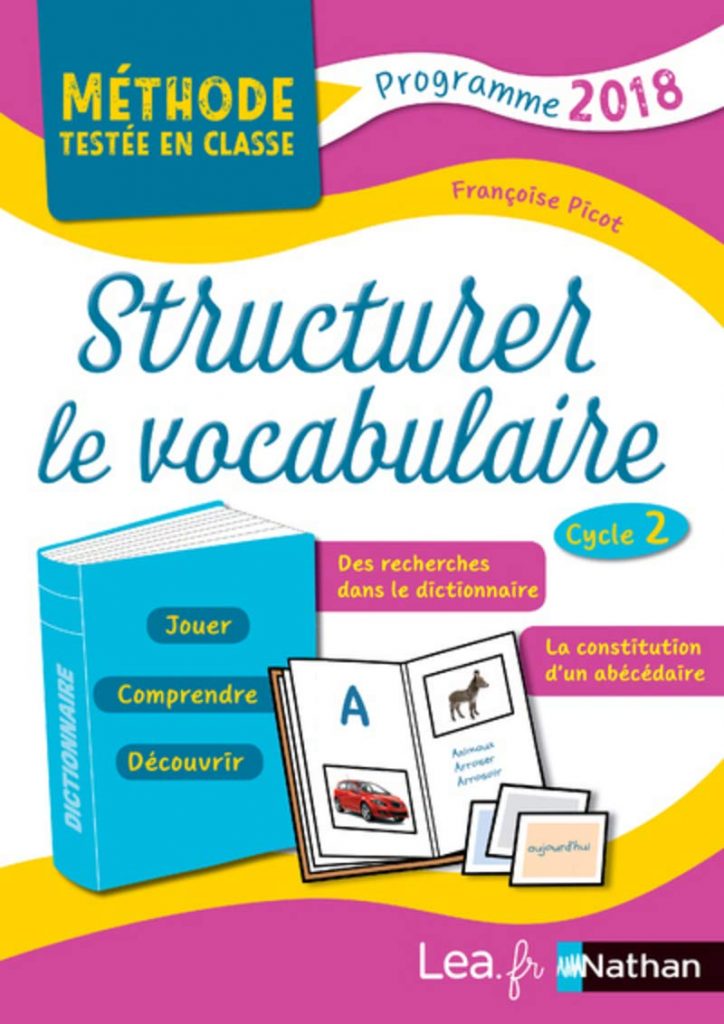 MÉTHODE
TESTÉE EN CLASSE
Programme 2018
Françoise Picot
Structurer
le vocabulaire
Cycle 2
Des recherches
dans le dictionnaire
La constitution
d'un abécédaire
Jouer
Comprendre
Découvrir
DICTIONNAIRE
A
Animaux
Arroser
Arrosoir
aujourd'hui
Lea.fr
Nathan